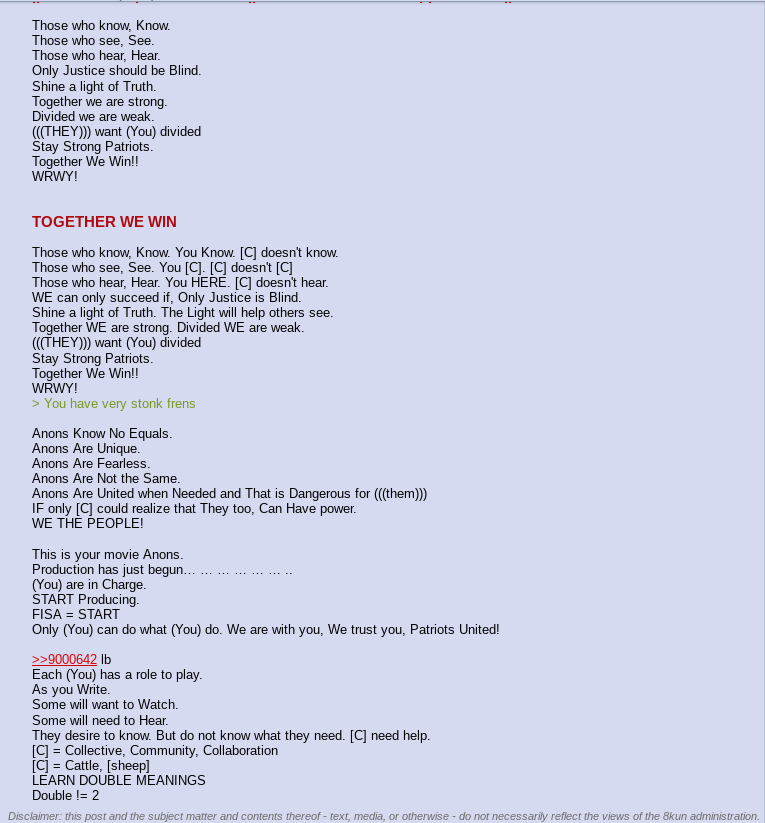 Those who know, Know.
Those who see, See.
Those who hear, Hear.
Only Justice should be Blind.
Shine a light of Truth.
Together we are strong.
Divided we are weak.
(((THEY))) want (You) divided
Stay Strong Patriots.
Together We Win!!
WRWY!
TOGETHER WE WIN
Those who know, Know. You Know. [C] doesn't know.
Those who see, See. You [C]. [C] doesn't [C]
Those who hear, Hear. You HERE. [C] doesn't hear.
WE can only succeed if, Only Justice is Blind.
Shine a light of Truth. The Light will help others see.
Together WE are strong. Divided WE are weak.
(((THEY))) want (You) divided
Stay Strong Patriots.
Together We Win!!
WRWY!
> You have very stonk frens
Anons Know No Equals.
Anons Are Unique.
Anons Are Fearless.
Anons Are Not the Same.
Anons Are United when Needed and That is Dangerous for (((them)))
IF only [C] could realize that They too, Can Have power.
WE THE PEOPLE!
This is your movie Anons.
Production has just begun… … … … … … ..
(You) are in Charge.
START Producing.
FISA = START
Only (You) can do what (You) do. We are with you, We trust you, Patriots United!
>>9000642 lb
Each (You) has a role to play.
As you Write.
Some will want to Watch.
Some will need to Hear.
They desire to know. But do not know what they need. [C] need help.
[C] = Collective, Community, Collaboration
[C] = Cattle, [sheep]
LEARN DOUBLE MEANINGS
Double != 2
Disclaimer: this post and the subject matter and contents thereof - text, media, or otherwise - do not necessarily reflect the views of the 8kun administration.